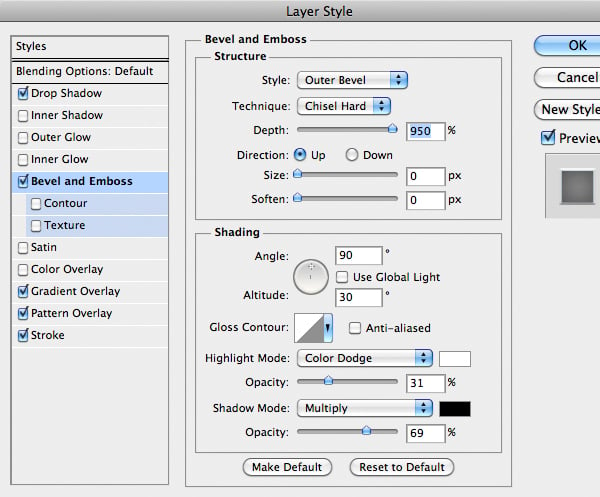 Layer Style
Styles
Blending Options: Default
Drop Shadow
Inner Shadow
Outer Glow
Inner Glow
Bevel and Emboss
Contour
Texture
Satin
Color Overlay
Gradient Overlay
Pattern Overlay
Stroke
Bevel and Emboss
Structure
Style: Outer Bevel
Technique: Chisel Hard
Depth: 950 %
Direction: Up Down
Size: 0 px
Soften: 0 px
Shading
Angle: 90 °
Use Global Light
Altitude: 30 °
Gloss Contour: Anti-aliased
Highlight Mode: Color Dodge
Opacity: 31 %
Shadow Mode: Multiply
Opacity: 69 %
Make Default Reset to Default
OK
Cancel
New Style
Preview